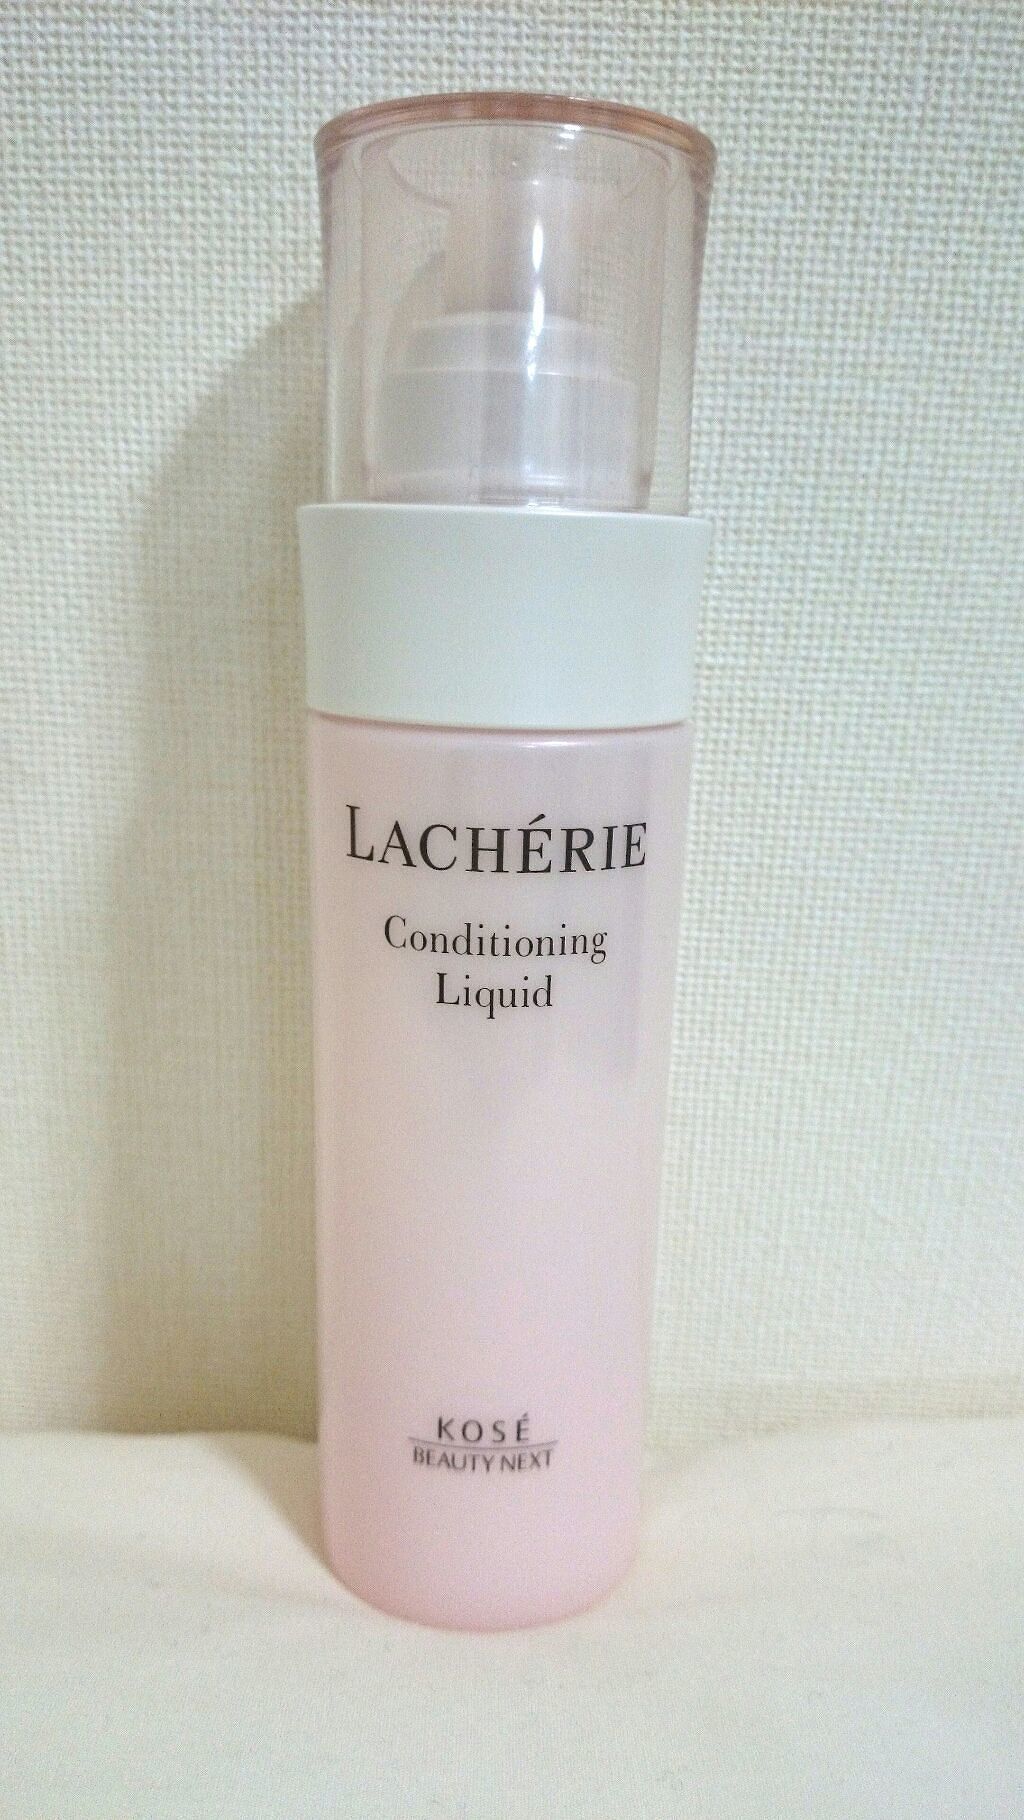 LACHÉRIE
Conditioning
Liquid
KOSÉ
BEAUTY NEXT